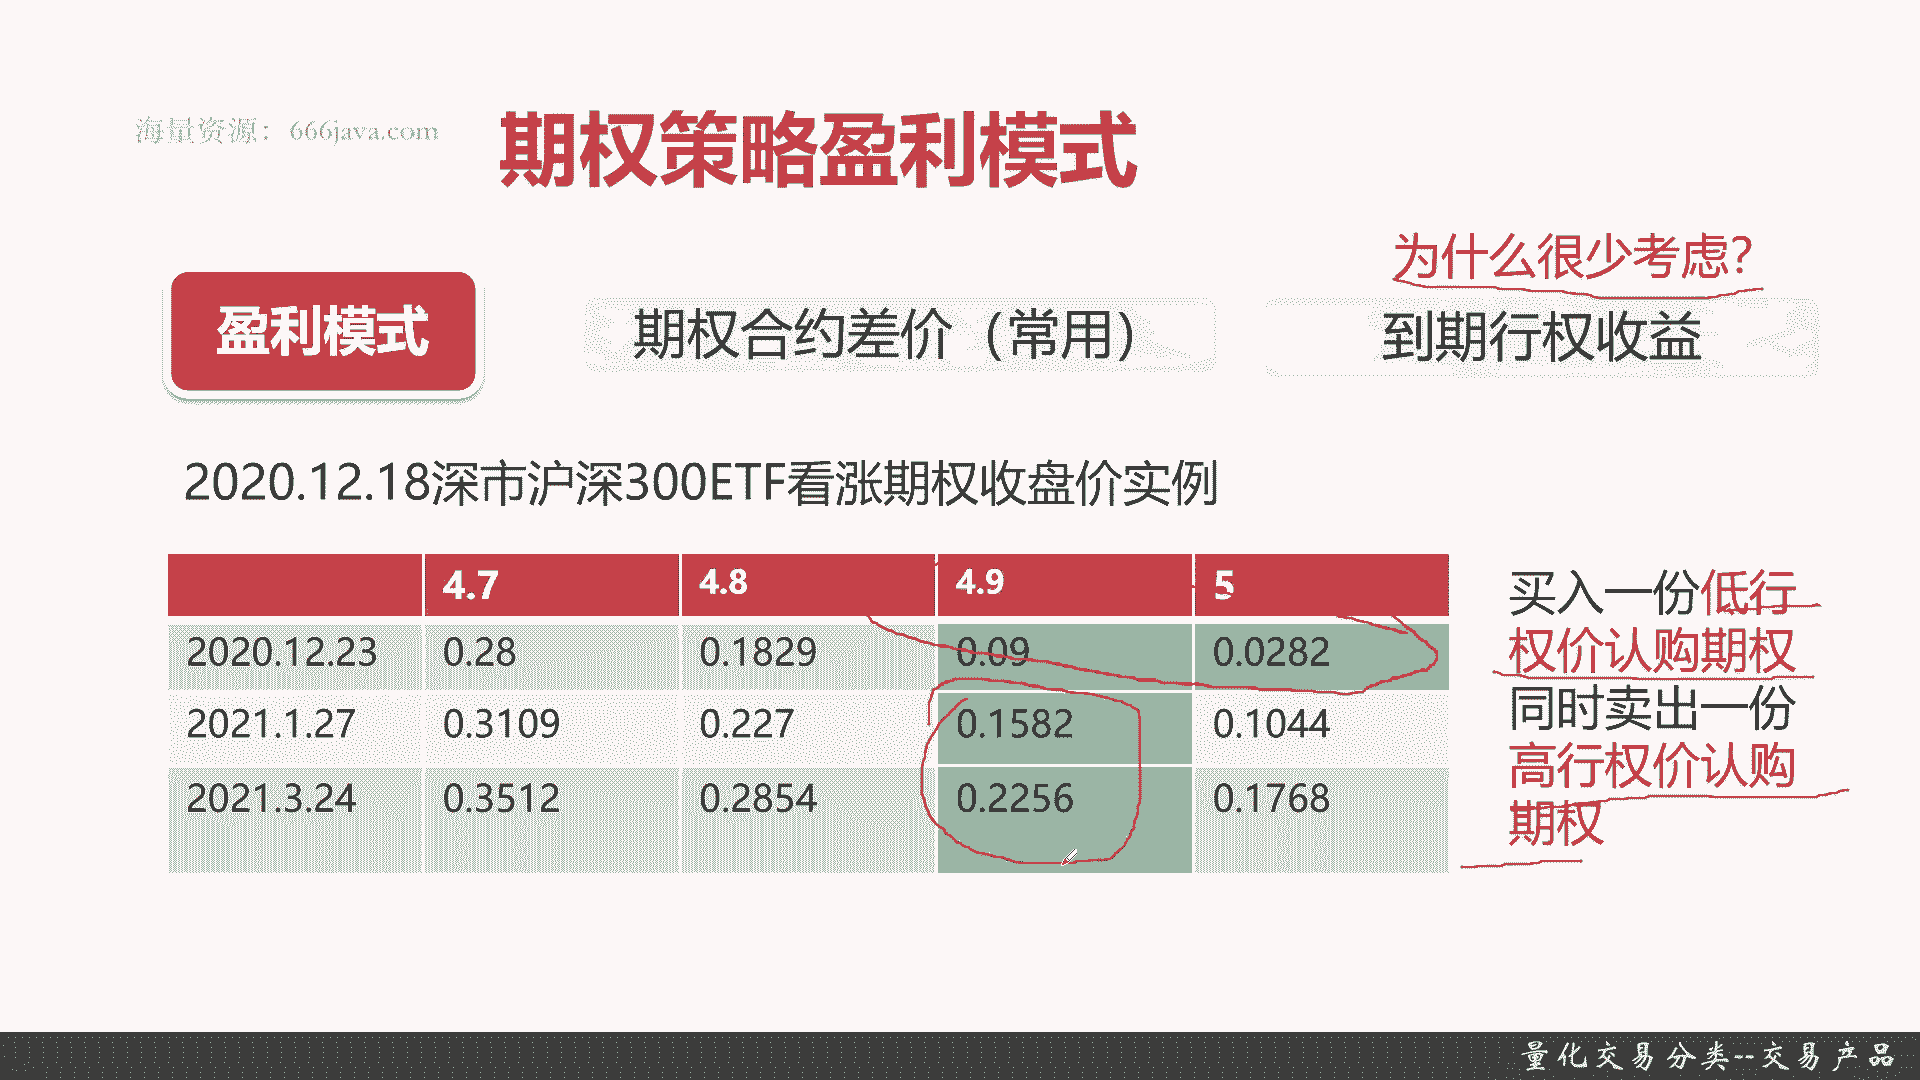 海量资源：666java.com
期权策略盈利模式
为什么很少考虑？
盈利模式
期权合约差价（常用）
到期行权收益
2020.12.18深市沪深300ETF看涨期权收盘价实例
4.7 4.8 4.9 5
2020.12.23 0.28 0.1829 0.09 0.0282
2021.1.27 0.3109 0.227 0.1582 0.1044
2021.3.24 0.3512 0.2854 0.2256 0.1768
买入一份低行
权价认购期权
同时卖出一份
高行权价认购
期权
量化交易分类--交易产品